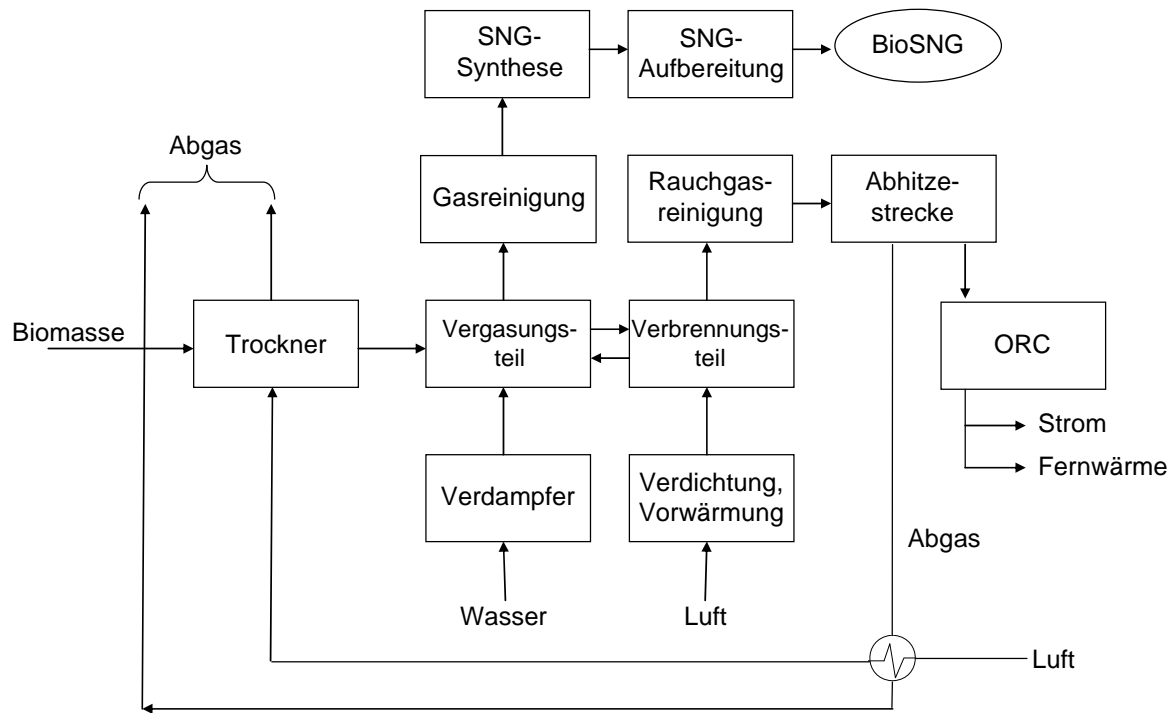 SNG-
Synthese
SNG-
Aufbereitung
BioSNG
Abgas
Gasreinigung
Rauchgas-
reinigung
Abhitze-
strecke
Biomasse
Trockner
Vergasungs-
teil
Verbrennungs-
teil
ORC
Strom
Fernwärme
Verdampfer
Verdichtung,
Vorwärmung
Abgas
Wasser
Luft
Luft